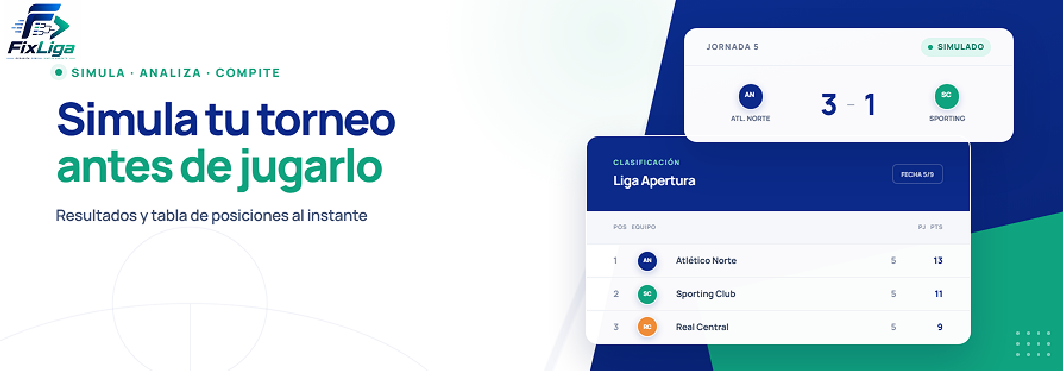 FixLiga
SIMULA · ANALIZA · COMPITE
Simula tu torneo
antes de jugarlo
Resultados y tabla de posiciones al instante
JORNADA 5
SIMULADO
AN
3 – 1
SC
ATL. NORTE
SPORTING
CLASIFICACIÓN
Liga Apertura
FECHA 5/9
POS EQUIPO PJ PTS
1 AN Atlético Norte 5 13
2 SC Sporting Club 5 11
3 RC Real Central 5 9